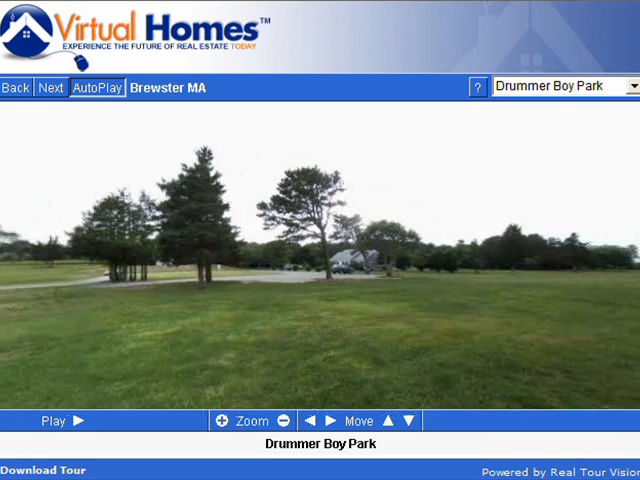 Virtual Homes™
EXPERIENCE THE FUTURE OF REAL ESTATE TODAY
Back Next AutoPlay Brewster MA ? Drummer Boy Park
Play Zoom Move
Drummer Boy Park
Download Tour Powered by Real Tour Vision